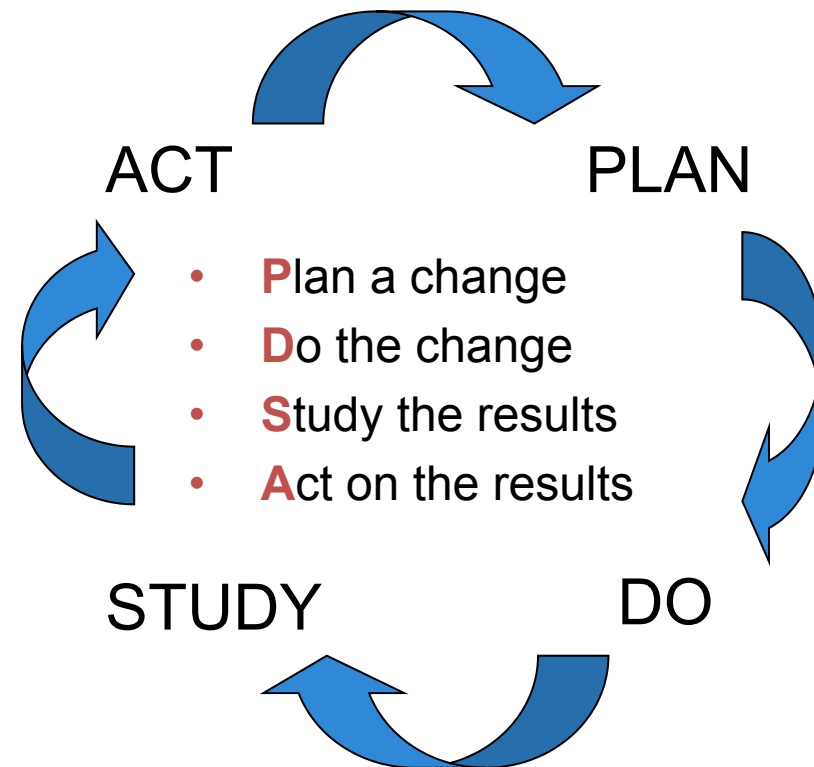 ACT PLAN
• Plan a change
• Do the change
• Study the results
• Act on the results
STUDY DO